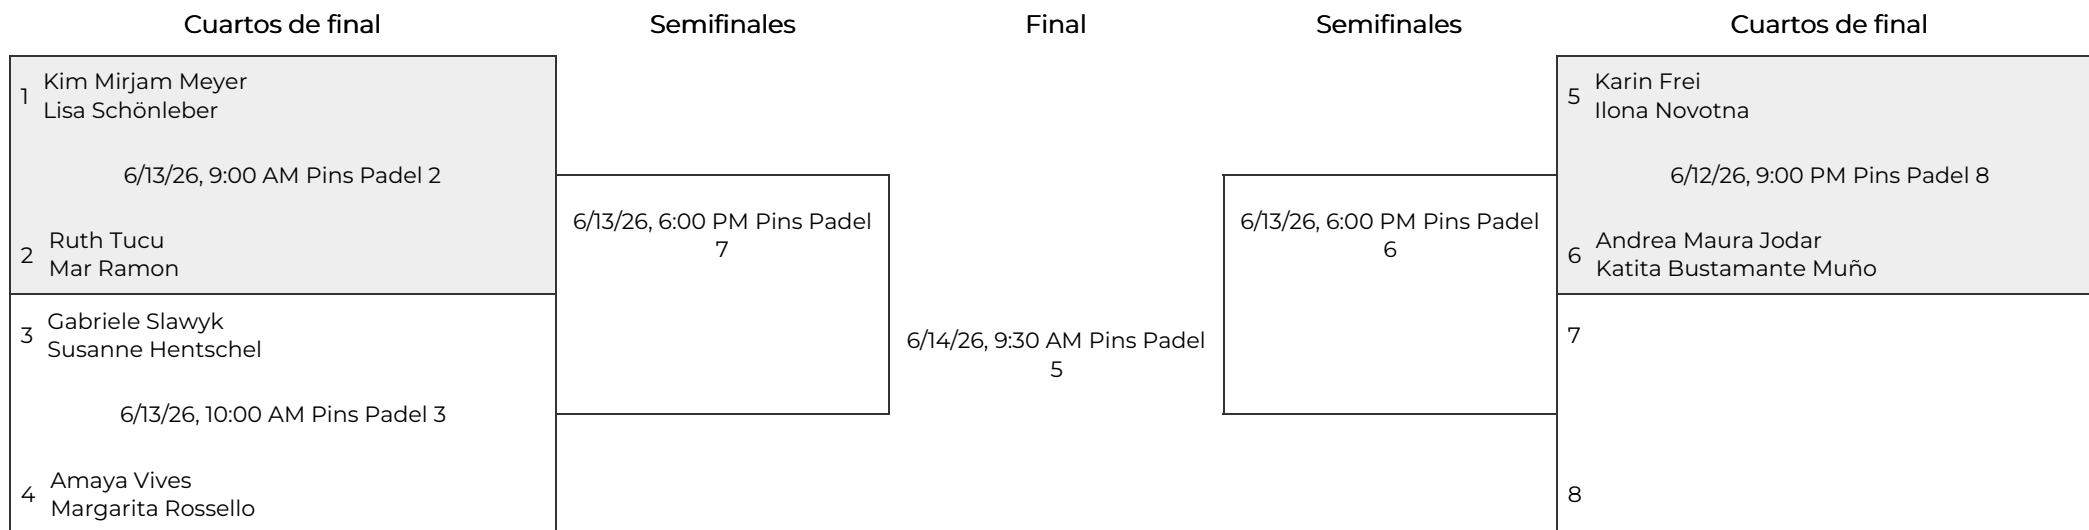 Cuartos de final
Semifinales
Final
Semifinales
Cuartos de final
1
Kim Mirjam Meyer
Lisa Schönleber
6/13/26, 9:00 AM Pins Padel 2
2
Ruth Tucu
Mar Ramon
3
Gabriele Slawyk
Susanne Hentschel
6/13/26, 10:00 AM Pins Padel 3
4
Amaya Vives
Margarita Rossello
6/13/26, 6:00 PM Pins Padel
7
6/14/26, 9:30 AM Pins Padel
5
6/13/26, 6:00 PM Pins Padel
6
5
Karin Frei
Ilona Novotna
6/12/26, 9:00 PM Pins Padel 8
6
Andrea Maura Jodar
Katita Bustamante Muño
7
8